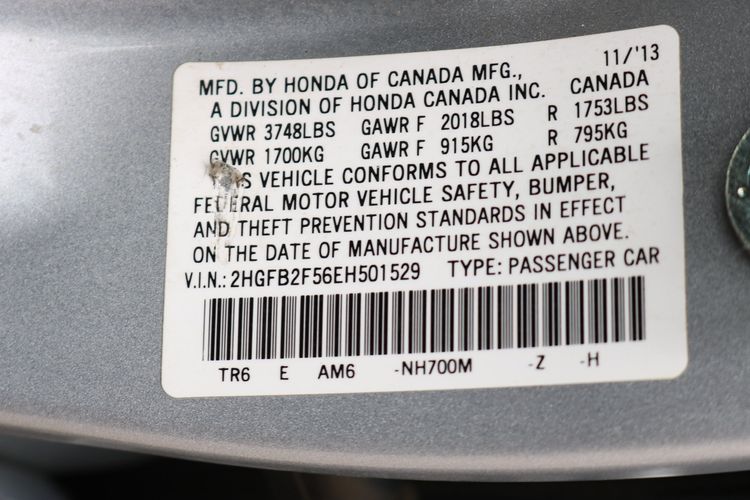 11/'13
MFD. BY HONDA OF CANADA MFG.,
A DIVISION OF HONDA CANADA INC. CANADA
GVWR 3748LBS GAWR F 2018LBS R 1753LBS
GVWR 1700KG GAWR F 915KG R 795KG
S VEHICLE CONFORMS TO ALL APPLICABLE
FEDERAL MOTOR VEHICLE SAFETY, BUMPER,
AND THEFT PREVENTION STANDARDS IN EFFECT
ON THE DATE OF MANUFACTURE SHOWN ABOVE.
V.I.N.: 2HGFB2F56EH501529 TYPE: PASSENGER CAR
TR6 E AM6 -NH700M -Z -H